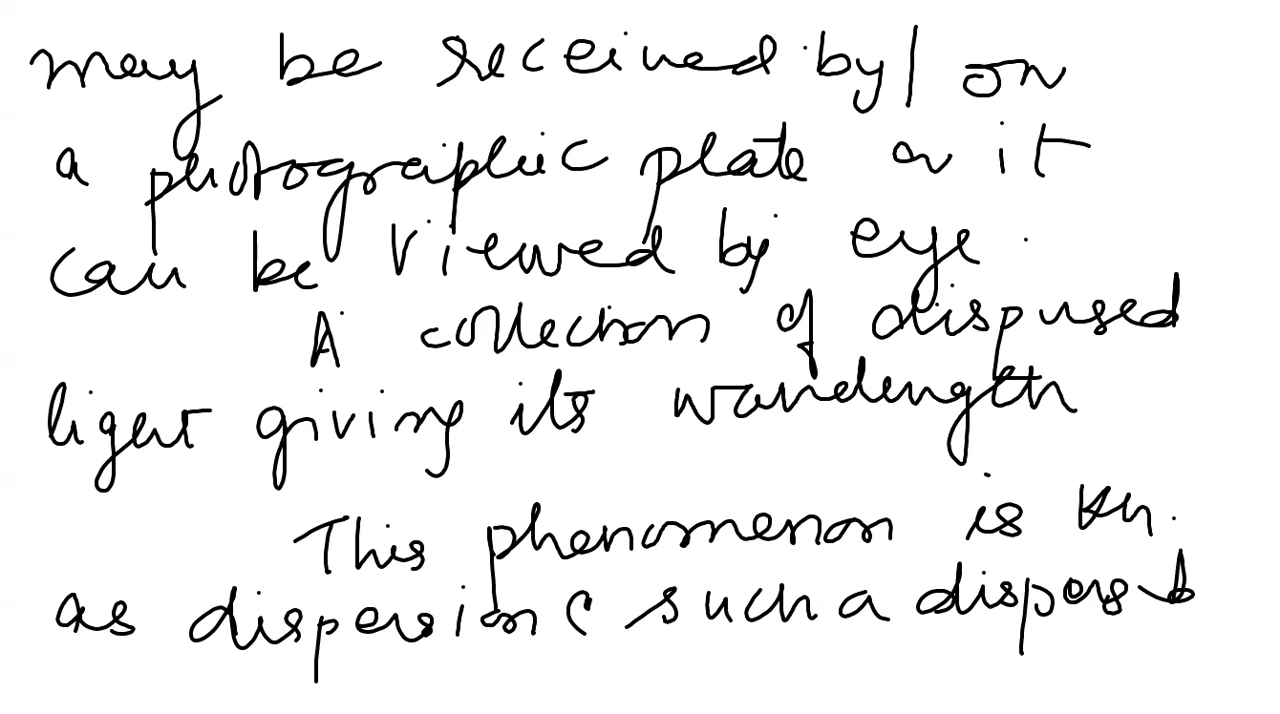 may be received by/ on
a photographic plate or it
can be viewed by eye.
A collection of dispersed
light giving its wavelength
This phenomenon is kn.
as dispersion ( such a dispersed